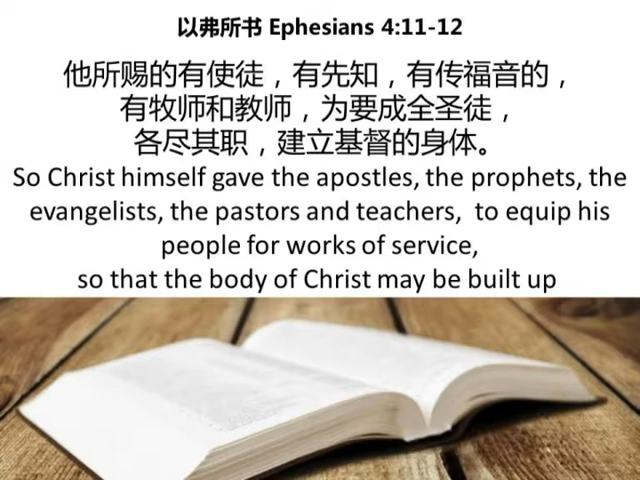 以弗所书 Ephesians 4:11-12
他所赐的有使徒，有先知，有传福音的，
有牧师和教师，为要成全圣徒，
各尽其职，建立基督的身体。
So Christ himself gave the apostles, the prophets, the
evangelists, the pastors and teachers, to equip his
people for works of service,
so that the body of Christ may be built up